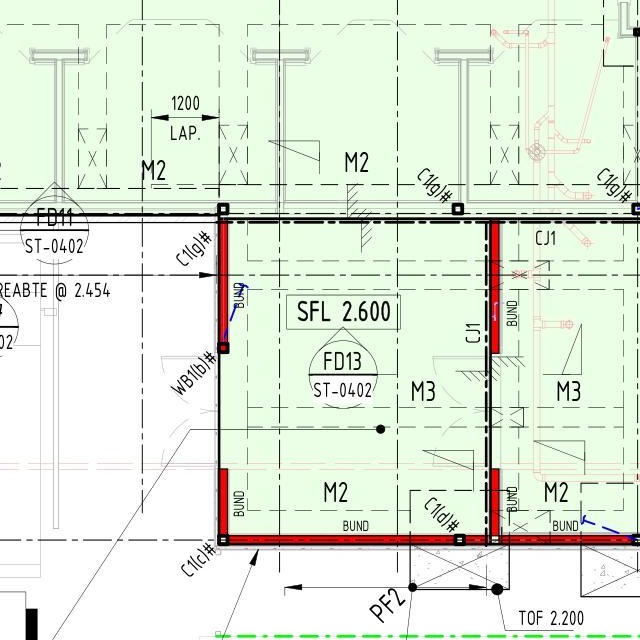 1200
LAP.
M2
M2
C1(g)#
C1(g)#
FD11
ST-0402
C1(g)#
CJ1
REABTE @ 2.454
BUND
BUND
SFL 2.600
CJ1
FD13
ST-0402
WB1(b)#
M3
M3
02
M2
M2
BUND
BUND
BUND
BUND
C1(d)#
C1(c)#
PF2
TOF 2.200